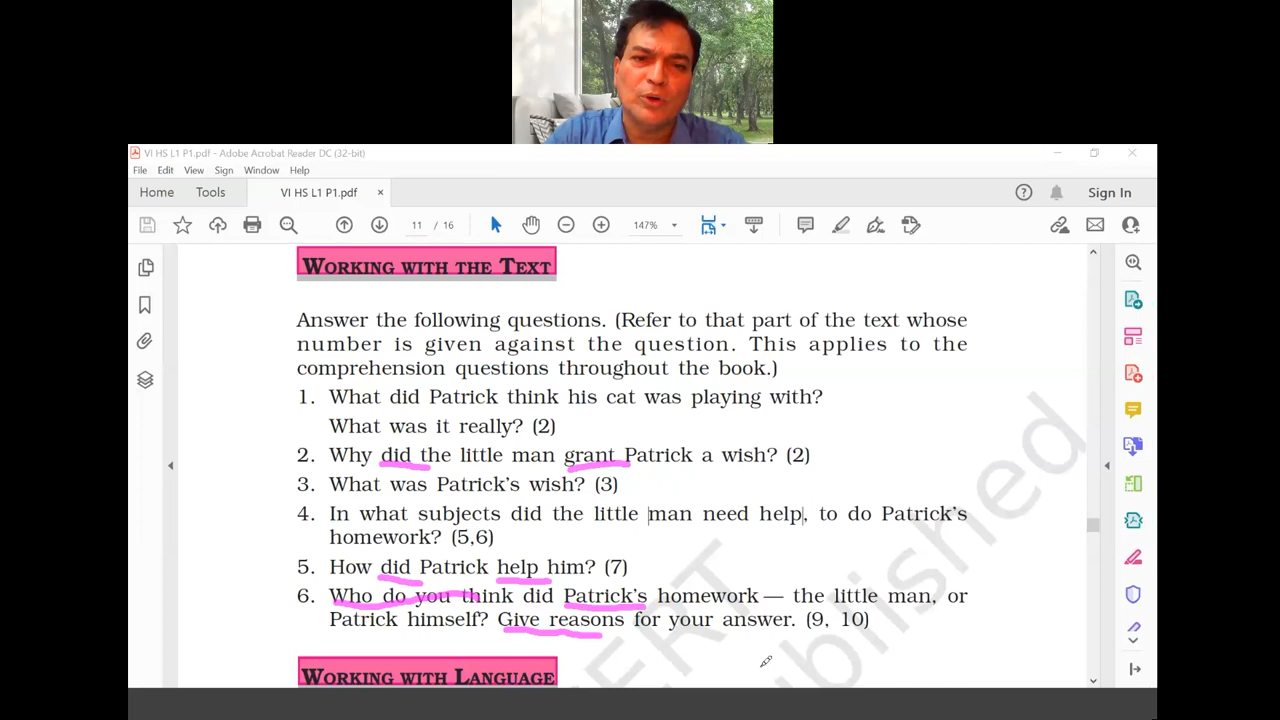 VI HS L1 P1.pdf - Adobe Acrobat Reader DC (32-bit)
File Edit View Sign Window Help
Home Tools VI HS L1 P1.pdf × Sign In
11 / 16 147%
WORKING WITH THE TEXT
Answer the following questions. (Refer to that part of the text whose
number is given against the question. This applies to the
comprehension questions throughout the book.)
1. What did Patrick think his cat was playing with?
What was it really? (2)
2. Why did the little man grant Patrick a wish? (2)
3. What was Patrick's wish? (3)
4. In what subjects did the little man need help, to do Patrick's
homework? (5,6)
5. How did Patrick help him? (7)
6. Who do you think did Patrick's homework — the little man, or
Patrick himself? Give reasons for your answer. (9, 10)
WORKING WITH LANGUAGE
ERT
published